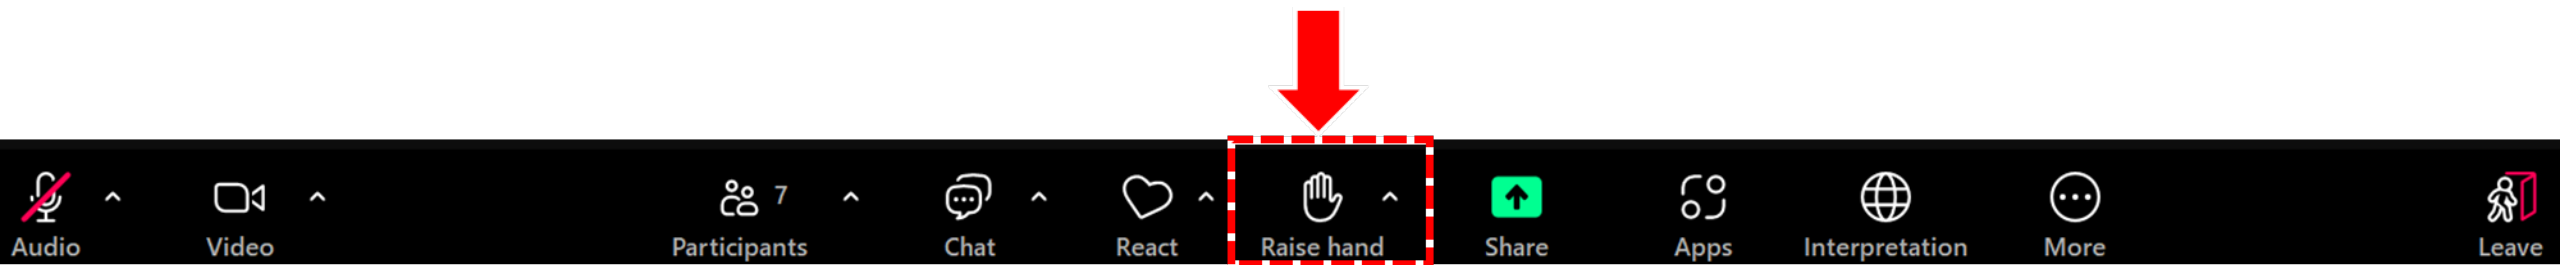 7
Audio
Video
Participants
Chat
React
Raise hand
Share
Apps
Interpretation
More
Leave